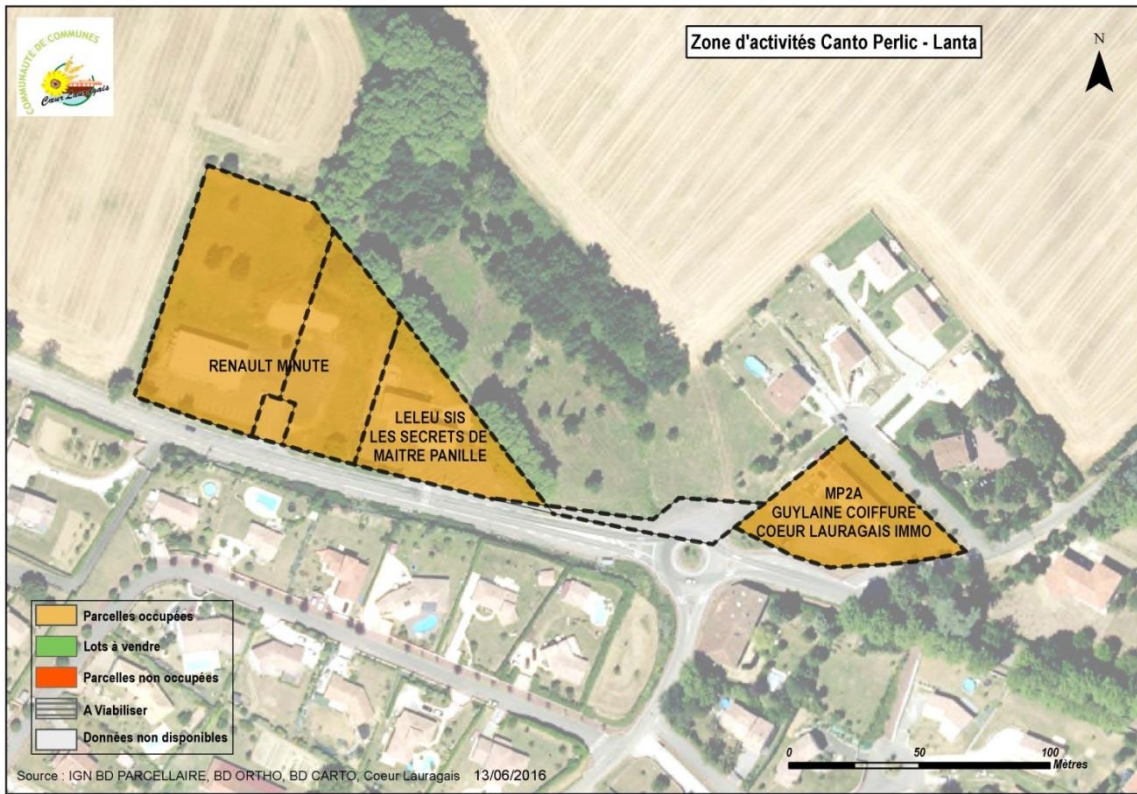 COMMUNAUTÉ DE COMMUNES
Cœur Lauragais
Zone d'activités Canto Perlic - Lanta
N
RENAULT MINUTE
LELEU SIS
LES SECRETS DE
MAITRE PANILLE
MP2A
GUYLAINE COIFFURE
COEUR LAURAGAIS IMMO
Parcelles occupées
Lots à vendre
Parcelles non occupées
A Viabiliser
Données non disponibles
0 50 100
Mètres
Source : IGN BD PARCELLAIRE, BD ORTHO, BD CARTO, Coeur Lauragais 13/06/2016